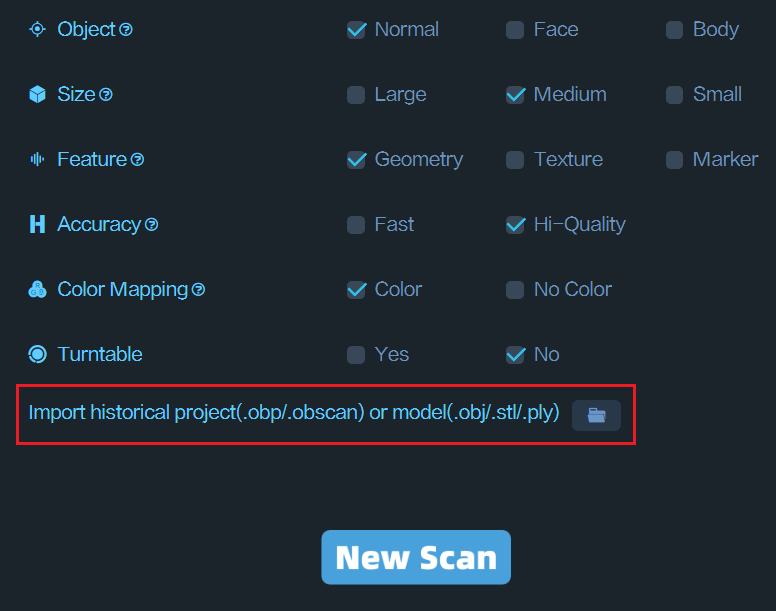 Object Normal Face Body
Size Large Medium Small
Feature Geometry Texture Marker
Accuracy Fast Hi-Quality
Color Mapping Color No Color
Turntable Yes No
Import historical project(.obp/.obscan) or model(.obj/.stl/.ply)
New Scan